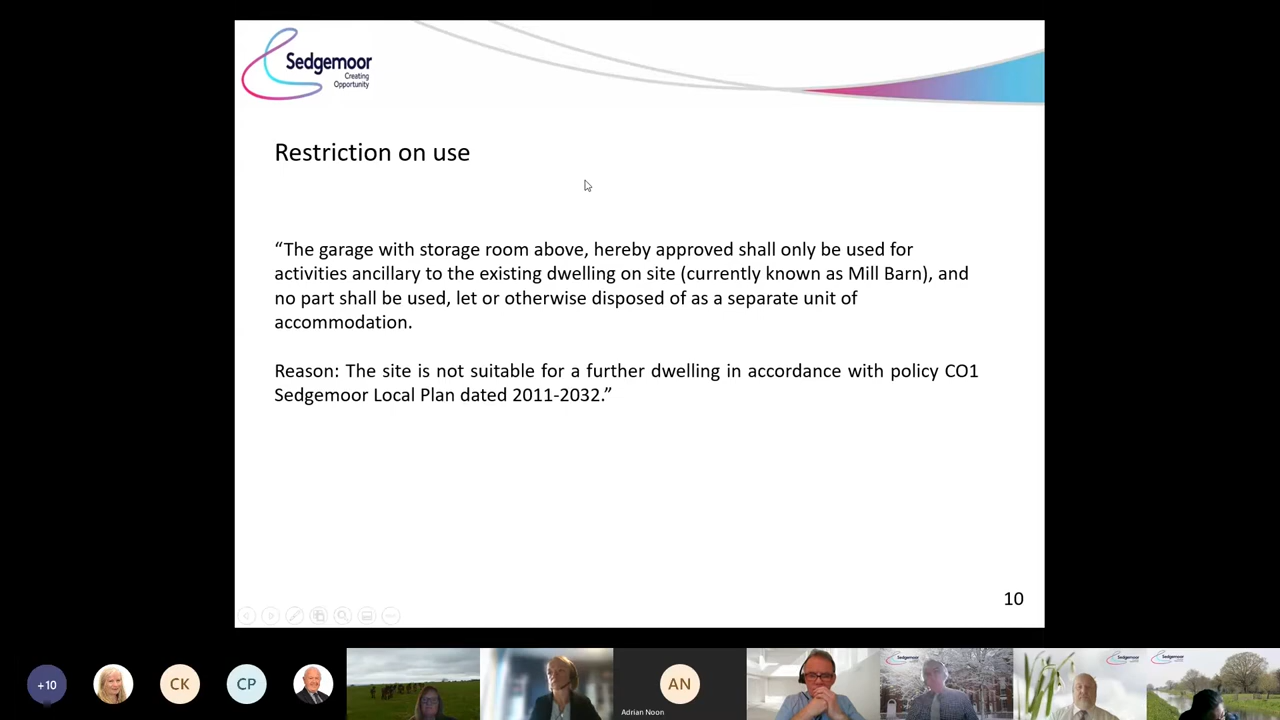 Sedgemoor
Creating
Opportunity
Restriction on use
“The garage with storage room above, hereby approved shall only be used for
activities ancillary to the existing dwelling on site (currently known as Mill Barn), and
no part shall be used, let or otherwise disposed of as a separate unit of
accommodation.
Reason: The site is not suitable for a further dwelling in accordance with policy CO1
Sedgemoor Local Plan dated 2011-2032.”
10
+10
CK
CP
AN
Adrian Noon
Sedgemoor
Sedgemoor
Sedgemoor